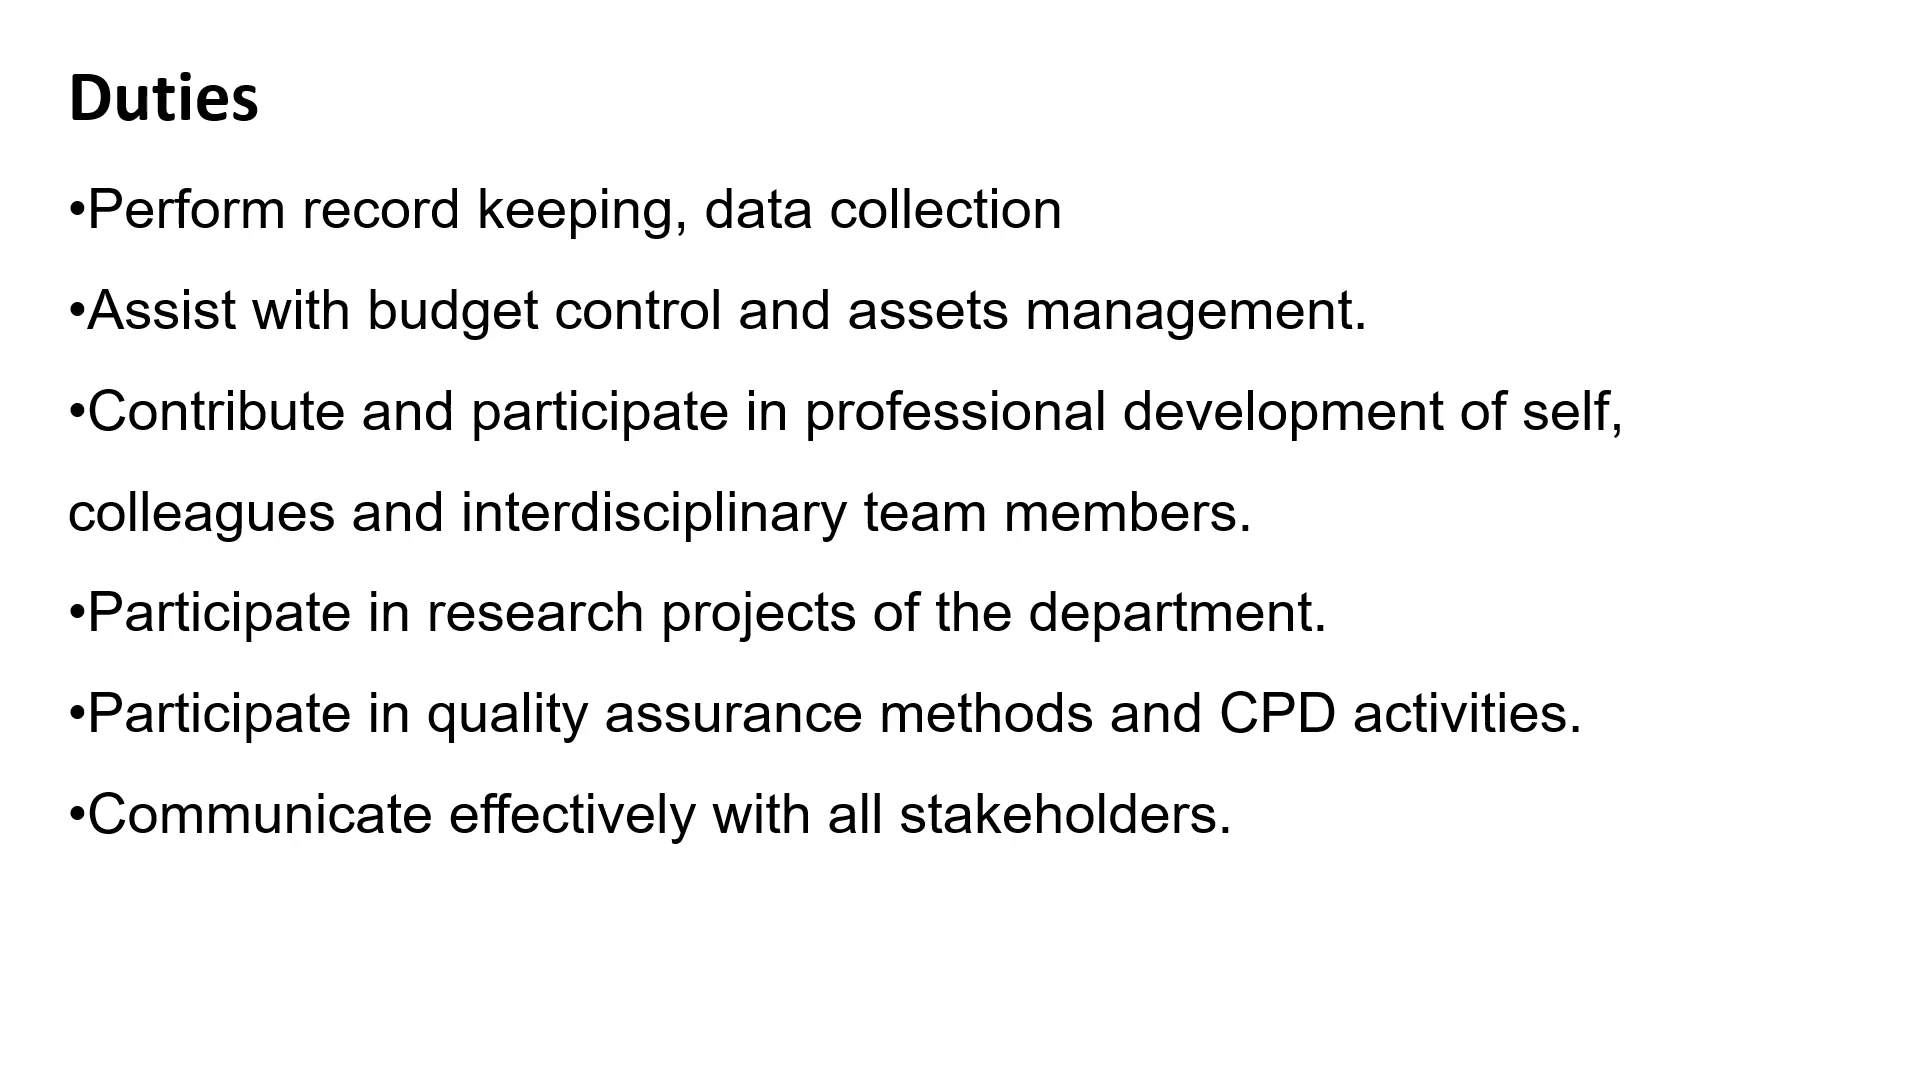 Duties
•Perform record keeping, data collection
•Assist with budget control and assets management.
•Contribute and participate in professional development of self,
colleagues and interdisciplinary team members.
•Participate in research projects of the department.
•Participate in quality assurance methods and CPD activities.
•Communicate effectively with all stakeholders.